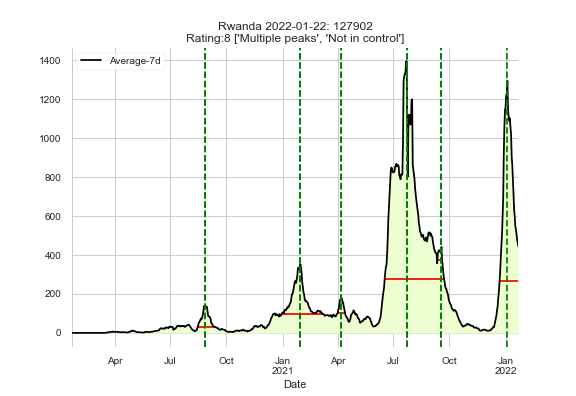 Rwanda 2022-01-22: 127902
Rating:8 ['Multiple peaks', 'Not in control']
Average-7d
1400
1200
1000
800
600
400
200
0
Apr Jul Oct Jan Apr Jul Oct Jan
2021 2022
Date